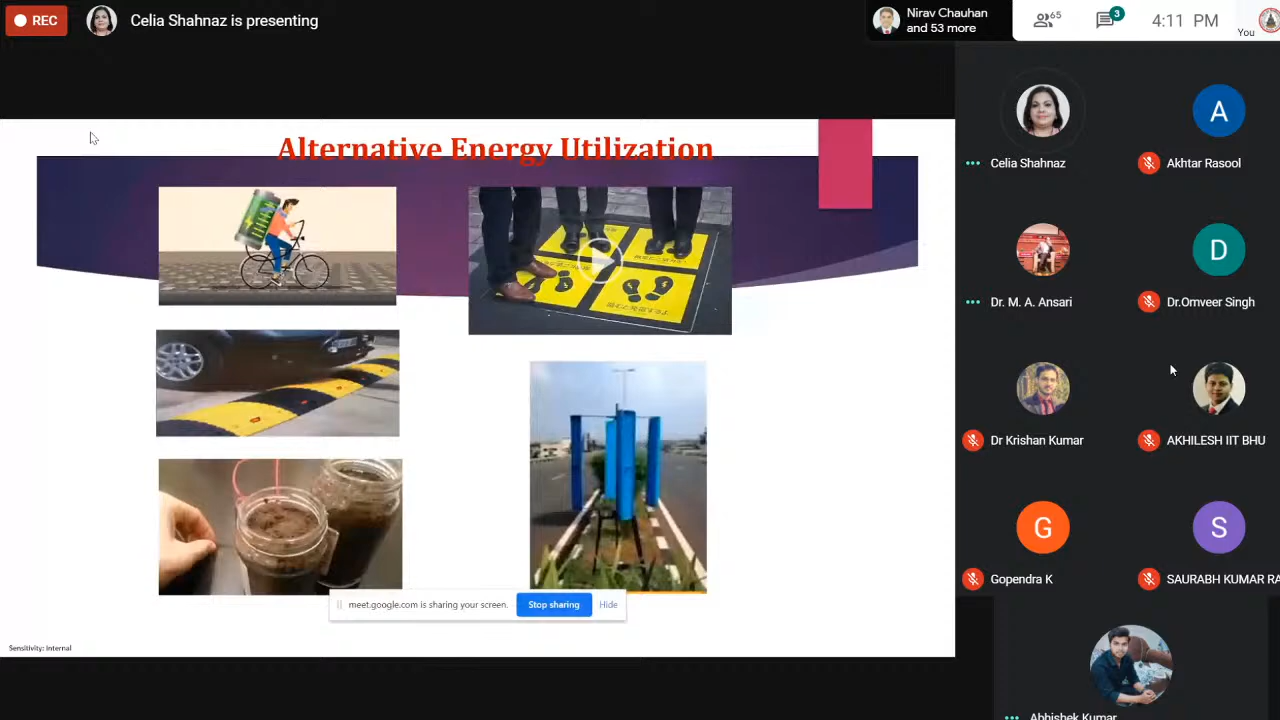 REC
Celia Shahnaz is presenting
Nirav Chauhan
and 53 more
65
3
4:11 PM
You
Alternative Energy Utilization
Celia Shahnaz
A
Akhtar Rasool
Dr. M. A. Ansari
D
Dr.Omveer Singh
Dr Krishan Kumar
AKHILESH IIT BHU
G
Gopendra K
S
SAURABH KUMAR RA
Abhishek Kumar
meet.google.com is sharing your screen.
Stop sharing
Hide
Sensitivity: Internal